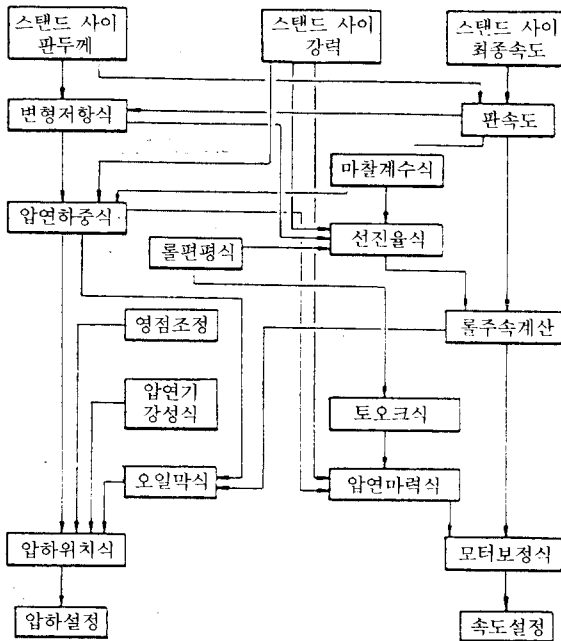 스탠드 사이
판두께
스탠드 사이
강력
스탠드 사이
최종속도
변형저항식
판속도
마찰계수식
압연하중식
선진율식
롤편평식
영점조정
롤주속계산
압연기
강성식
토오크식
오일막식
압연마력식
압하위치식
모터보정식
압하설정
속도설정